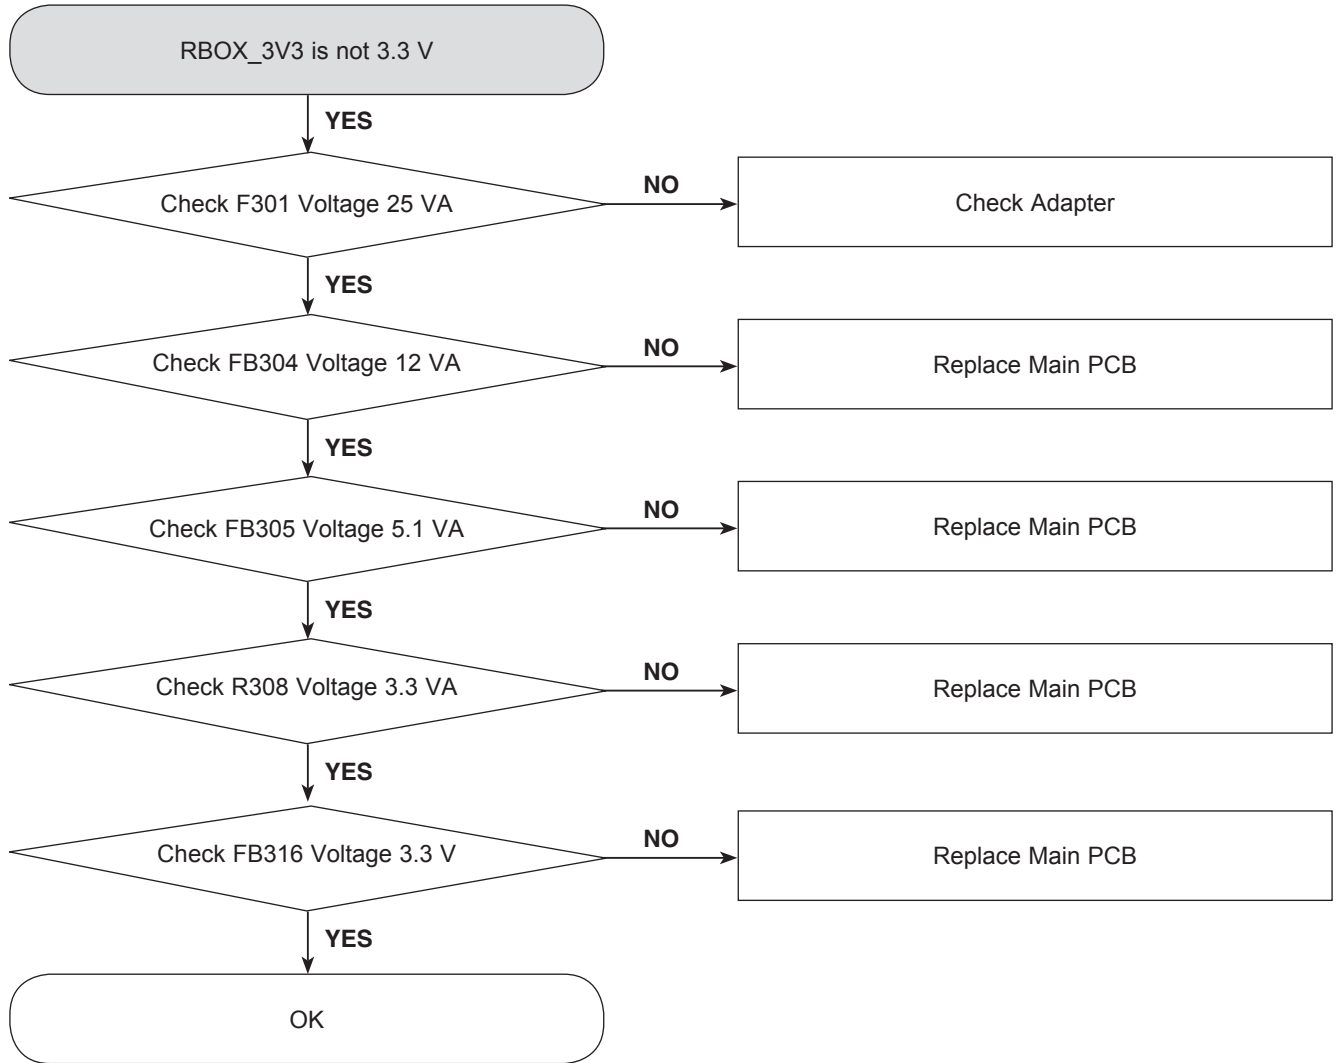 RBOX_3V3 is not 3.3 V
YES
Check F301 Voltage 25 VA
NO
Check Adapter
YES
Check FB304 Voltage 12 VA
NO
Replace Main PCB
YES
Check FB305 Voltage 5.1 VA
NO
Replace Main PCB
YES
Check R308 Voltage 3.3 VA
NO
Replace Main PCB
YES
Check FB316 Voltage 3.3 V
NO
Replace Main PCB
YES
OK